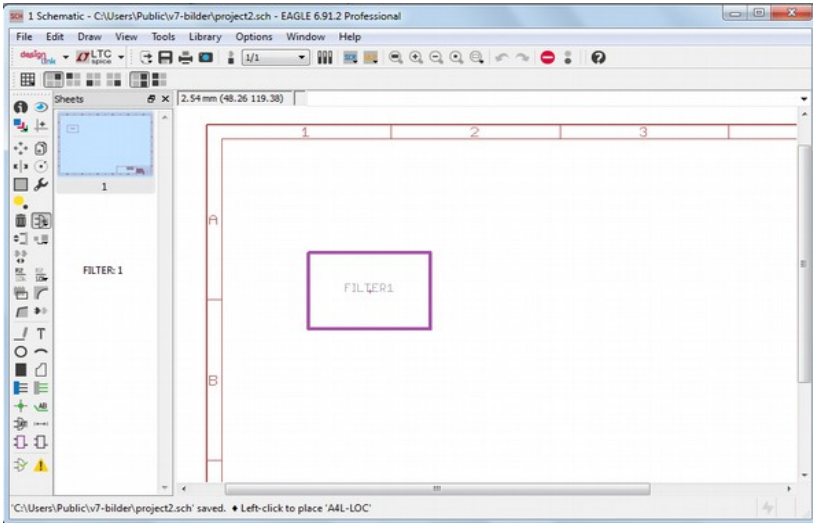 1 Schematic - C:\Users\Public\v7-bilder\project2.sch - EAGLE 6.91.2 Professional
File Edit Draw View Tools Library Options Window Help
design link LTC spice 1/1
Sheets 2.54 mm (48.26 119.38)
1 2 3
1
A
FILTER: 1
FILTER1
B
'C:\Users\Public\v7-bilder\project2.sch' saved. ♦ Left-click to place 'A4L-LOC'